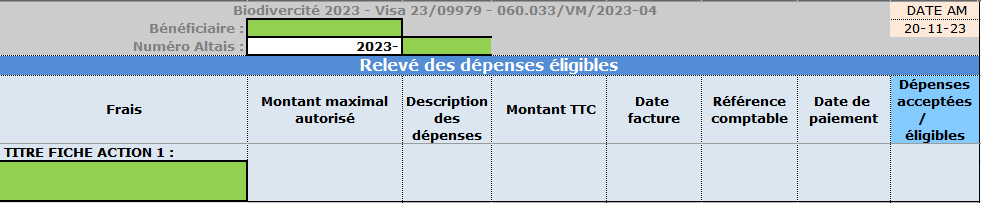 Biodivercité 2023 - Visa 23/09979 - 060.033/VM/2023-04
DATE AM
Bénéficiaire :
20-11-23
Numéro Altais : 2023-
Relevé des dépenses éligibles
Frais
Montant maximal
autorisé
Description
des
dépenses
Montant TTC
Date
facture
Référence
comptable
Date de
paiement
Dépenses
acceptées
/
éligibles
TITRE FICHE ACTION 1 :